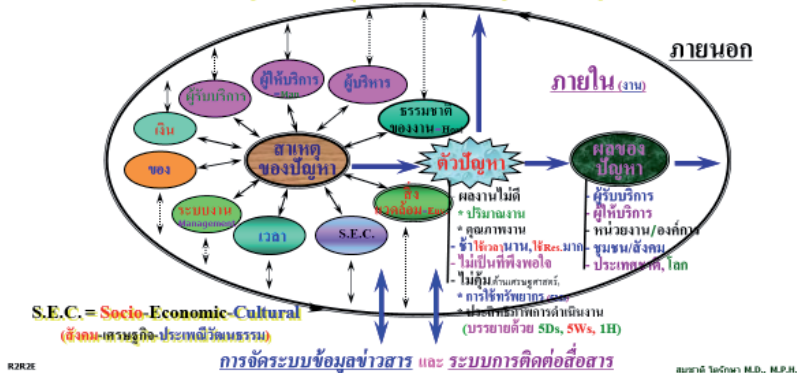 ภายนอก
ภายใน (งาน)
ผู้รับบริการ
ผู้ให้บริการ
=Man
ผู้บริหาร
ธรรมชาติ
ของงาน-Host
เงิน
ของ
สาเหตุ
ของปัญหา
ตัวปัญหา
ผลของ
ปัญหา
ระบบงาน
Management
เวลา
S.E.C.
สิ่ง
แวดล้อม-En
ผลงานไม่ดี
* ปริมาณงาน
* คุณภาพงาน
- ช้า ใช้เวลานาน, ใช้Res.มาก
- ไม่เป็นที่พึงพอใจ
- ไม่คุ้ม,ด้านเศรษฐศาสตร์,
* การใช้ทรัพยากร
* ประสิทธิภาพการดำเนินงาน
(บรรยายด้วย 5Ds, 5Ws, 1H)
- ผู้รับบริการ
- ผู้ให้บริการ
- หน่วยงาน/องค์การ
- ชุมชน/สังคม
- ประเทศชาติ, โลก
S.E.C. = Socio-Economic-Cultural
(สังคม-เศรษฐกิจ-ประเพณีวัฒนธรรม)
การจัดระบบข้อมูลข่าวสาร และ ระบบการติดต่อสื่อสาร
R2R2E
สมชาติ โตรักษา M.D., M.P.H.